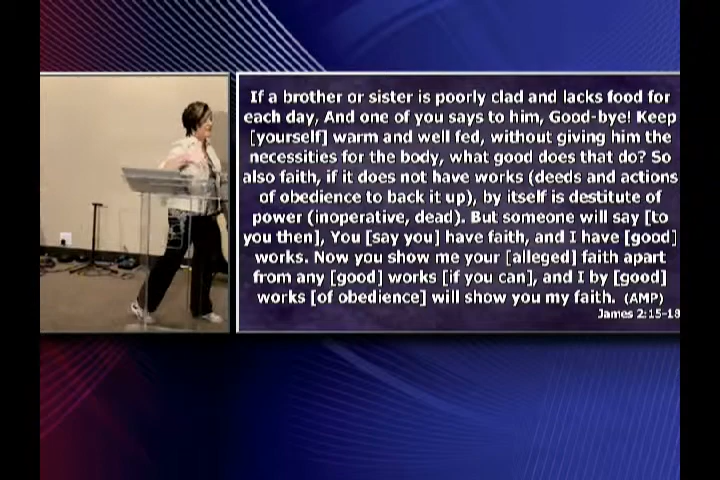 If a brother or sister is poorly clad and lacks food for
each day, And one of you says to him, Good-bye! Keep
[yourself] warm and well fed, without giving him the
necessities for the body, what good does that do? So
also faith, if it does not have works (deeds and actions
of obedience to back it up), by itself is destitute of
power (inoperative, dead). But someone will say [to
you then], You [say you] have faith, and I have [good]
works. Now you show me your [alleged] faith apart
from any [good] works [if you can], and I by [good]
works [of obedience] will show you my faith. (AMP)
James 2:15-18